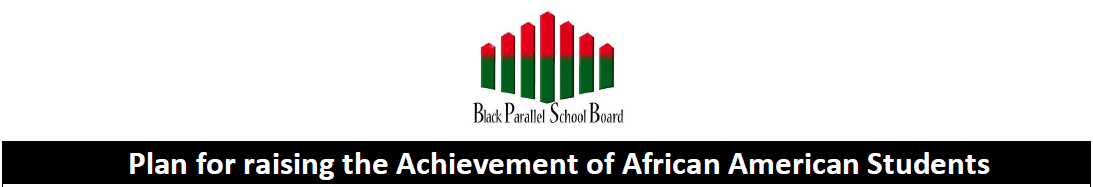 Black Parallel School Board
Plan for raising the Achievement of African American Students